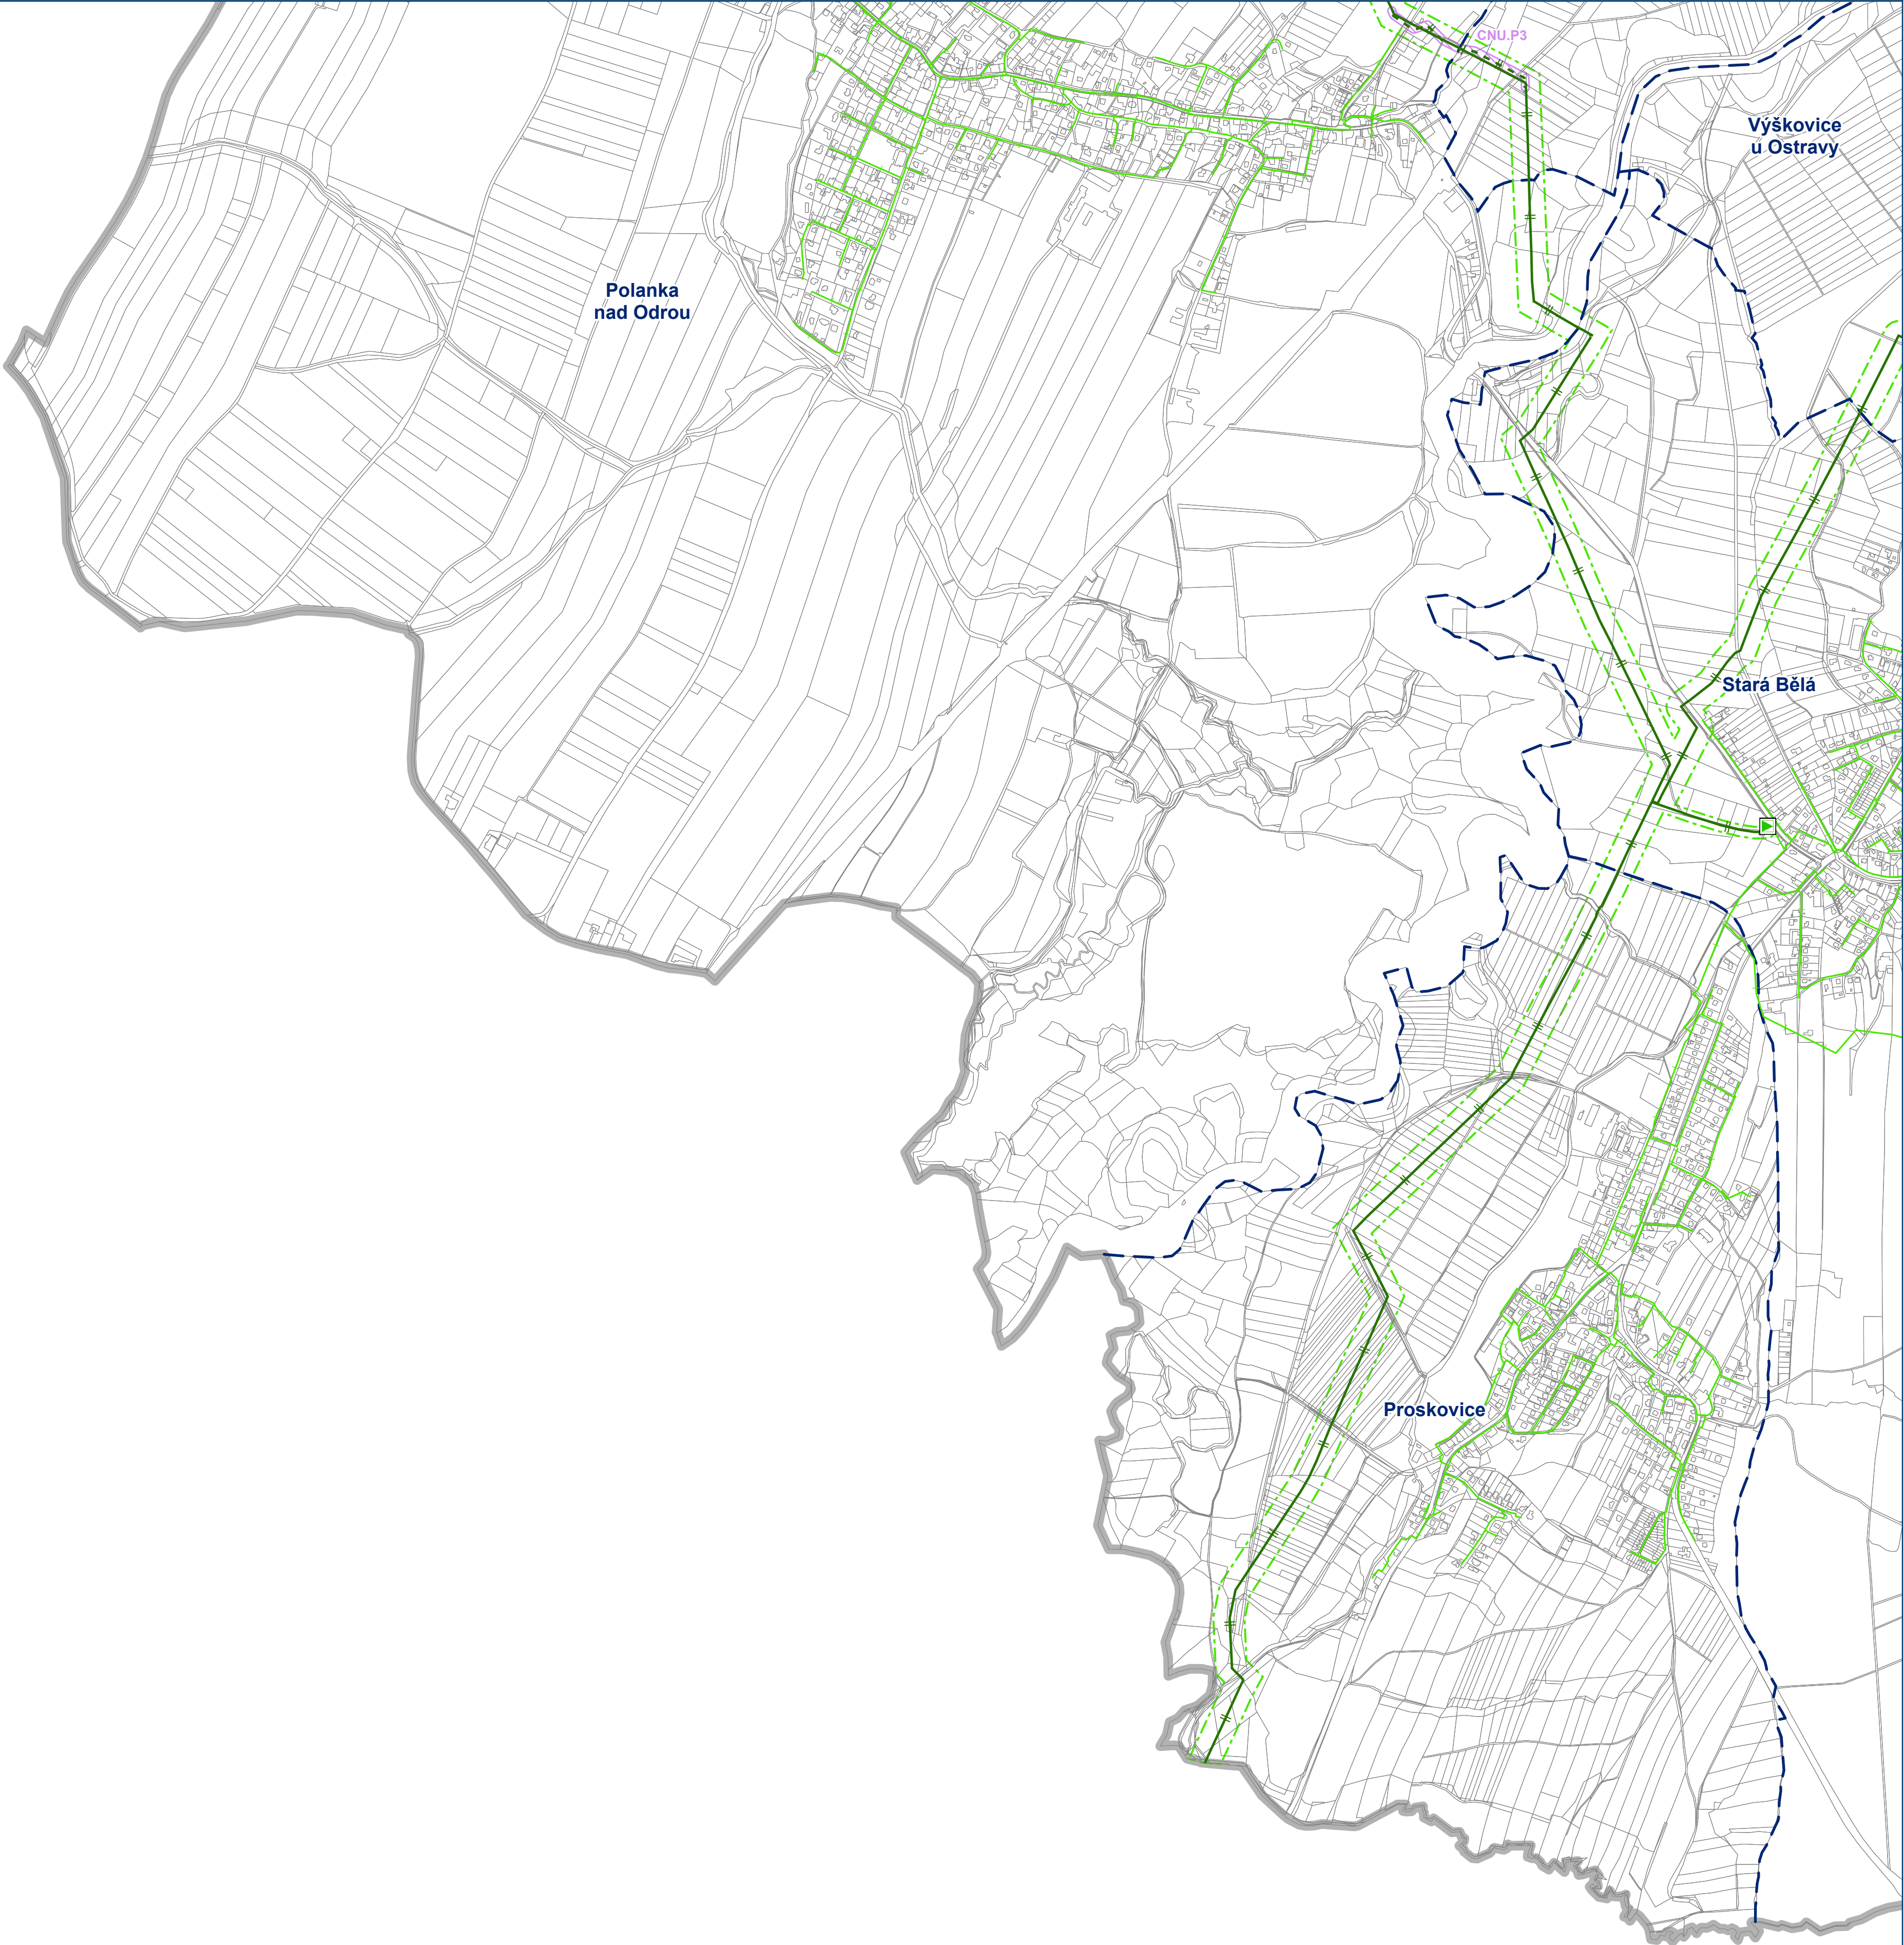 CNU.P3
Výškovice
u Ostravy
Polanka
nad Odrou
Stará Bělá
Proskovice